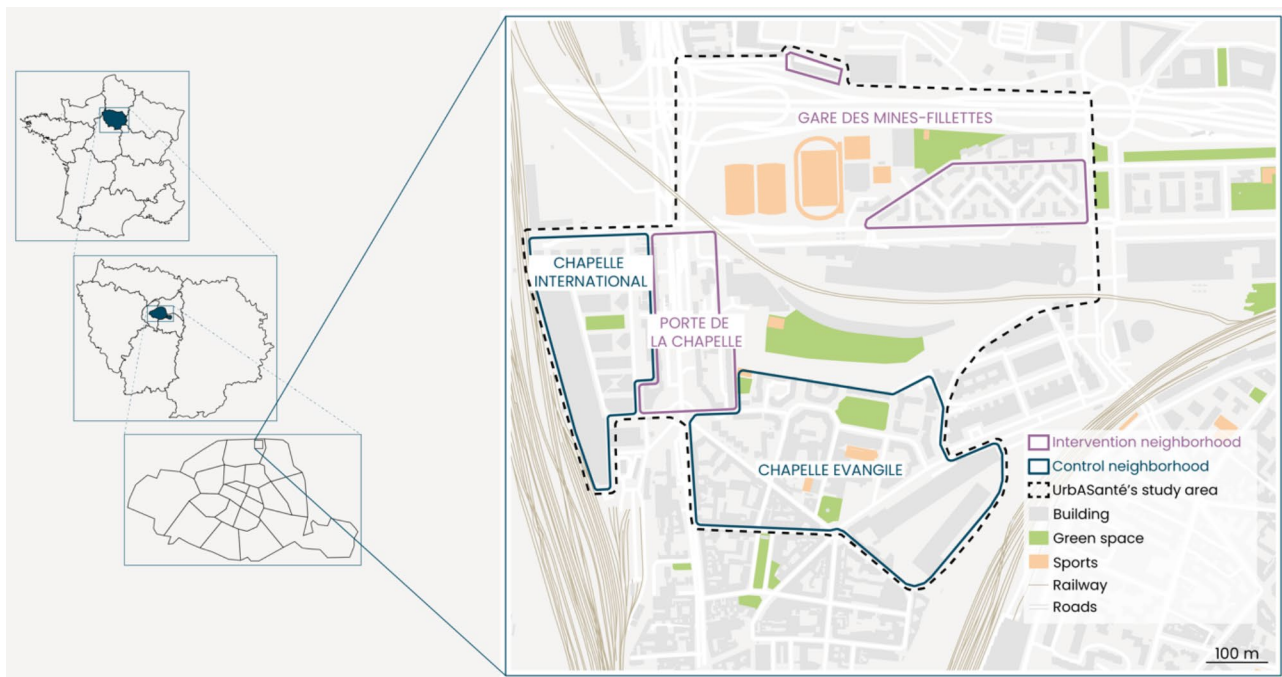 GARE DES MINES-FILLETTES
CHAPELLE
INTERNATIONAL
PORTE DE
LA CHAPELLE
CHAPELLE EVANGILE
Intervention neighborhood
Control neighborhood
UrbASanté's study area
Building
Green space
Sports
Railway
Roads
100 m